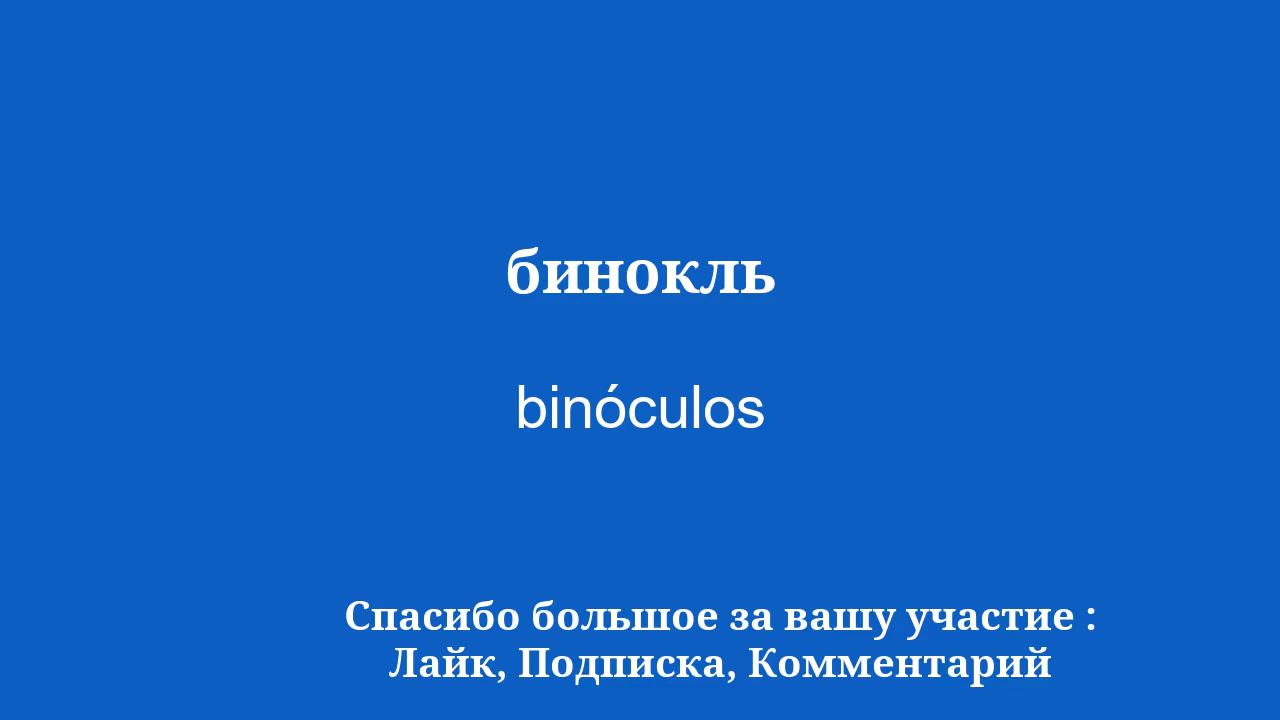 бинокль
binóculos
Спасибо большое за вашу участие :
Лайк, Подписка, Комментарий